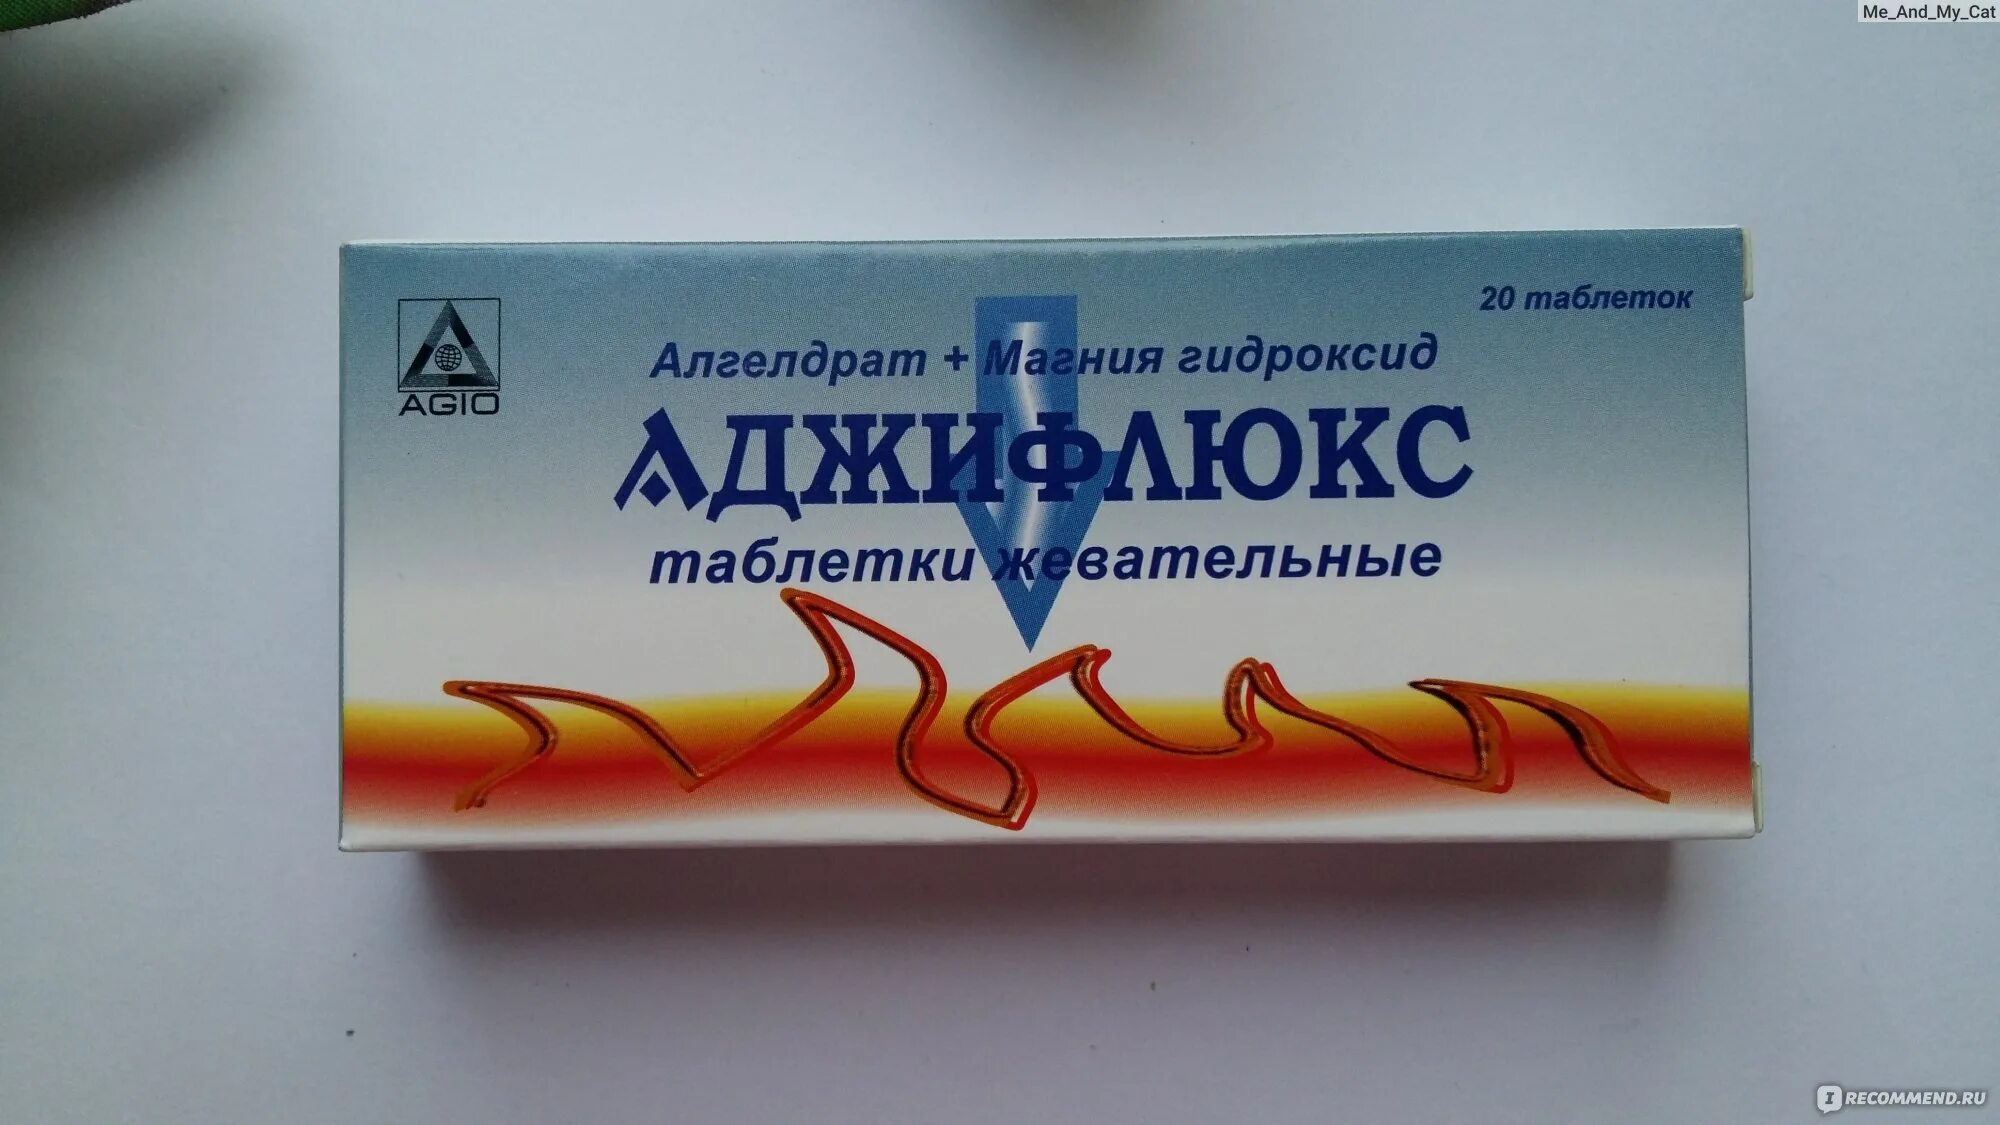 Me_And_My_Cat
20 таблеток
Алгелдрат + Магния гидроксид
AGIO
АДЖИФЛЮКС
таблетки жевательные
I RECOMMEND.RU